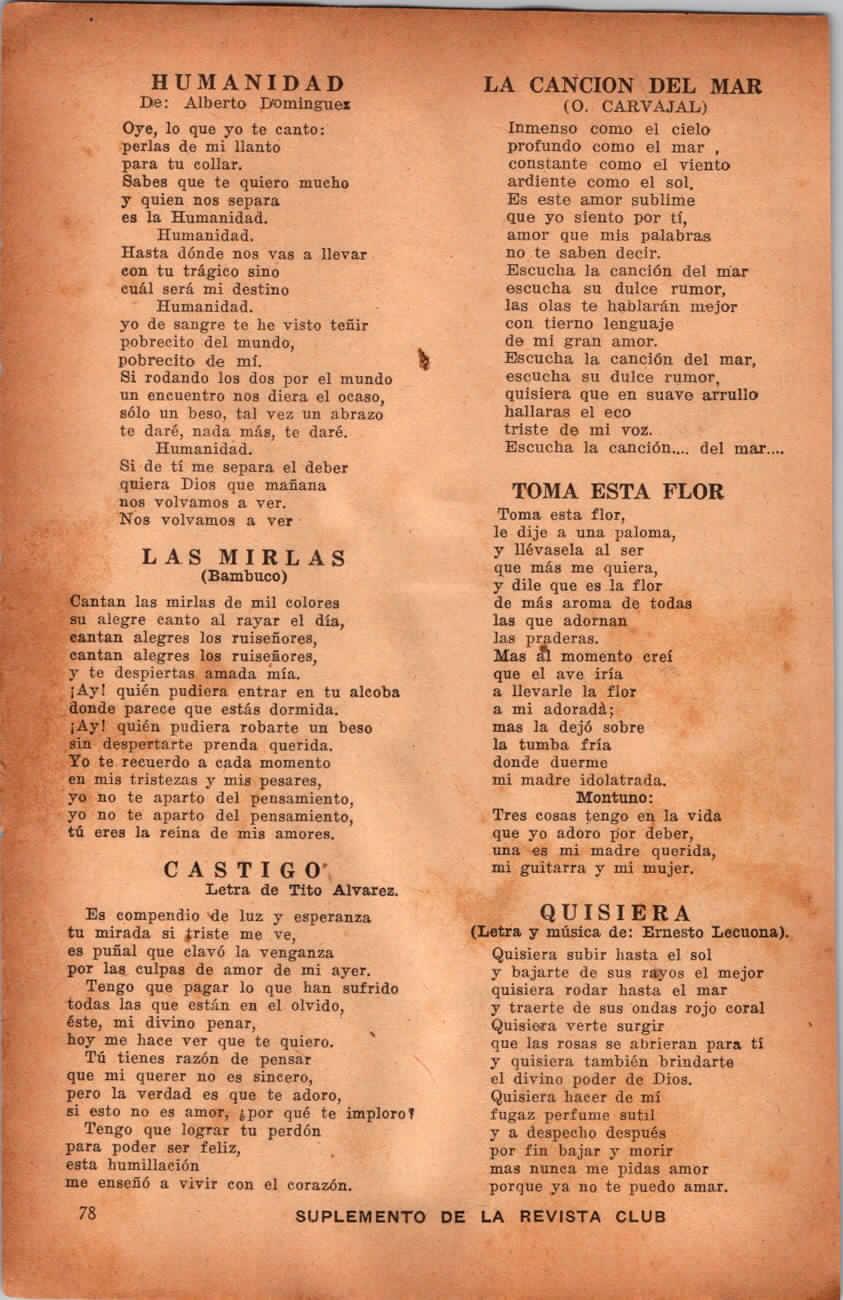 HUMANIDAD
De: Alberto Dominguez
Oye, lo que yo te canto:
perlas de mi llanto
para tu collar.
Sabes que te quiero mucho
y quien nos separa
es la Humanidad.
Humanidad.
Hasta dónde nos vas a llevar
con tu trágico sino
cuál será mi destino
Humanidad.
yo de sangre te he visto teñir
pobrecito del mundo,
pobrecito de mí.
Si rodando los dos por el mundo
un encuentro nos diera el ocaso,
sólo un beso, tal vez un abrazo
te daré, nada más, te daré.
Humanidad.
Si de tí me separa el deber
quiera Dios que mañana
nos volvamos a ver.
Nos volvamos a ver
LAS MIRLAS
(Bambuco)
Cantan las mirlas de mil colores
su alegre canto al rayar el día,
cantan alegres los ruiseñores,
cantan alegres los ruiseñores,
y te despiertas amada mía.
¡Ay! quién pudiera entrar en tu alcoba
donde parece que estás dormida.
¡Ay! quién pudiera robarte un beso
sin despertarte prenda querida.
Yo te recuerdo a cada momento
en mis tristezas y mis pesares,
yo no te aparto del pensamiento,
yo no te aparto del pensamiento,
tú eres la reina de mis amores.
CASTIGO
Letra de Tito Alvarez.
Es compendio de luz y esperanza
tu mirada si triste me ve,
es puñal que clavó la venganza
por las culpas de amor de mi ayer.
Tengo que pagar lo que han sufrido
todas las que están en el olvido,
éste, mi divino penar,
hoy me hace ver que te quiero.
Tú tienes razón de pensar
que mi querer no es sincero,
pero la verdad es que te adoro,
si esto no es amor, ¿por qué te imploro?
Tengo que lograr tu perdón
para poder ser feliz,
esta humillación
me enseñó a vivir con el corazón.
LA CANCION DEL MAR
(O. CARVAJAL)
Inmenso como el cielo
profundo como el mar ,
constante como el viento
ardiente como el sol.
Es este amor sublime
que yo siento por tí,
amor que mis palabras
no te saben decir.
Escucha la canción del mar
escucha su dulce rumor,
las olas te hablarán mejor
con tierno lenguaje
de mi gran amor.
Escucha la canción del mar,
escucha su dulce rumor,
quisiera que en suave arrullo
hallaras el eco
triste de mi voz.
Escucha la canción.... del mar....
TOMA ESTA FLOR
Toma esta flor,
le dije a una paloma,
y llévasela al ser
que más me quiera,
y dile que es la flor
de más aroma de todas
las que adornan
las praderas.
Mas al momento creí
que el ave iría
a llevarle la flor
a mi adorada;
mas la dejó sobre
la tumba fría
donde duerme
mi madre idolatrada.
Montuno:
Tres cosas tengo en la vida
que yo adoro por deber,
una es mi madre querida,
mi guitarra y mi mujer.
QUISIERA
(Letra y música de: Ernesto Lecuona).
Quisiera subir hasta el sol
y bajarte de sus rayos el mejor
quisiera rodar hasta el mar
y traerte de sus ondas rojo coral
Quisiera verte surgir
que las rosas se abrieran para tí
y quisiera también brindarte
el divino poder de Dios.
Quisiera hacer de mí
fugaz perfume sutil
y a despecho después
por fin bajar y morir
mas nunca me pidas amor
porque ya no te puedo amar.
78
SUPLEMENTO DE LA REVISTA CLUB